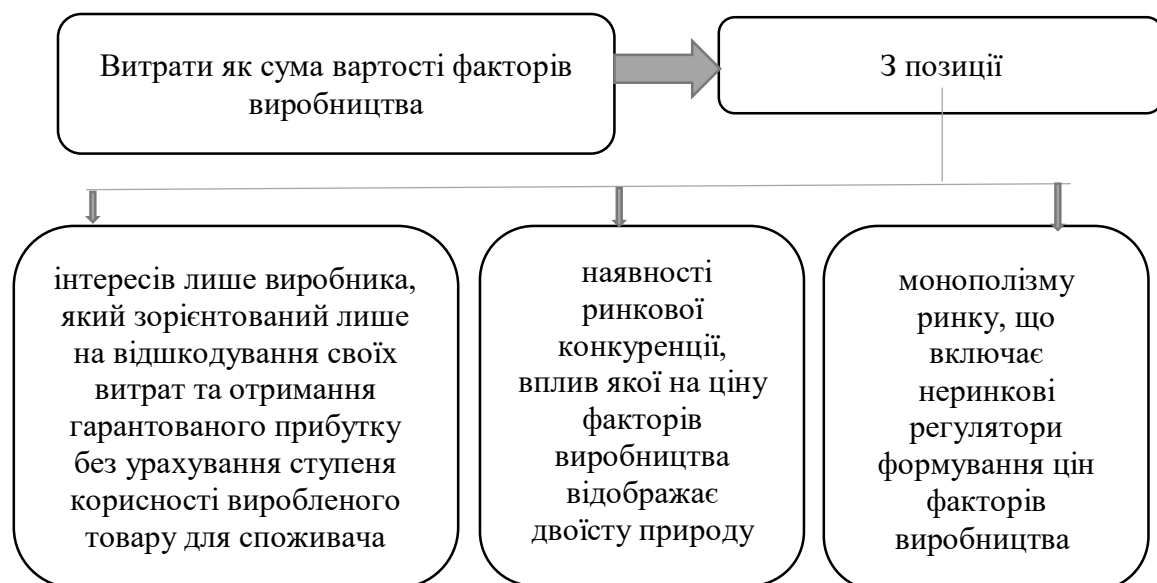 Витрати як сума вартості факторів
виробництва
З позиції
інтересів лише виробника,
який зорієнтований лише
на відшкодування своїх
витрат та отримання
гарантованого прибутку
без урахування ступеня
корисності виробленого
товару для споживача
наявності
ринкової
конкуренції,
вплив якої на ціну
факторів
виробництва
відображає
двоїсту природу
монополізму
ринку, що
включає
неринкові
регулятори
формування цін
факторів
виробництва